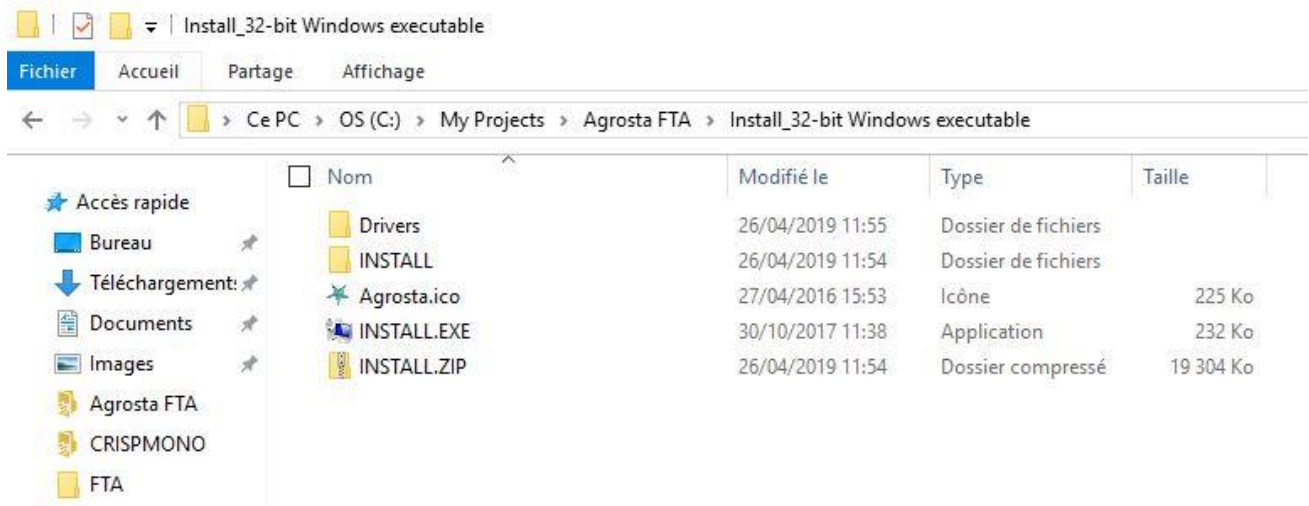 Install_32-bit Windows executable
Fichier Accueil Partage Affichage
Ce PC > OS (C:) > My Projects > Agrosta FTA > Install_32-bit Windows executable
Nom Modifié le Type Taille
Accès rapide
Bureau
Téléchargement
Documents
Images
Agrosta FTA
CRISPMONO
FTA
Drivers 26/04/2019 11:55 Dossier de fichiers
INSTALL 26/04/2019 11:54 Dossier de fichiers
Agrosta.ico 27/04/2016 15:53 Icône 225 Ko
INSTALL.EXE 30/10/2017 11:38 Application 232 Ko
INSTALL.ZIP 26/04/2019 11:54 Dossier compressé 19 304 Ko